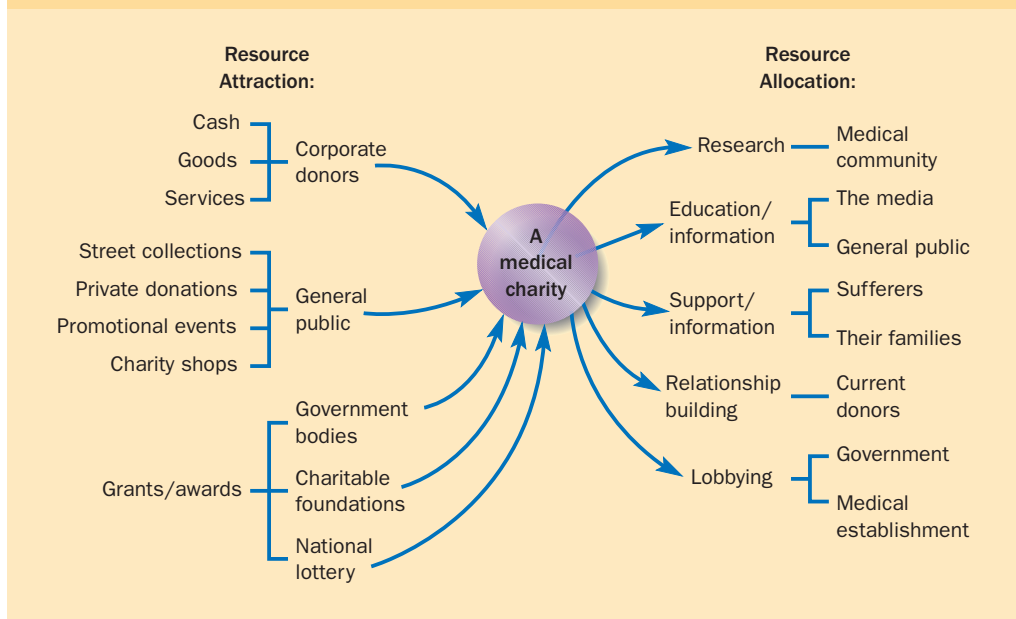 Resource
Attraction:
Cash
Goods
Services
Corporate
donors
Street collections
Private donations
Promotional events
Charity shops
General
public
Grants/awards
Government
bodies
Charitable
foundations
National
lottery
A
medical
charity
Resource
Allocation:
Research
Medical
community
Education/
information
The media
General public
Support/
information
Sufferers
Their families
Relationship
building
Current
donors
Lobbying
Government
Medical
establishment